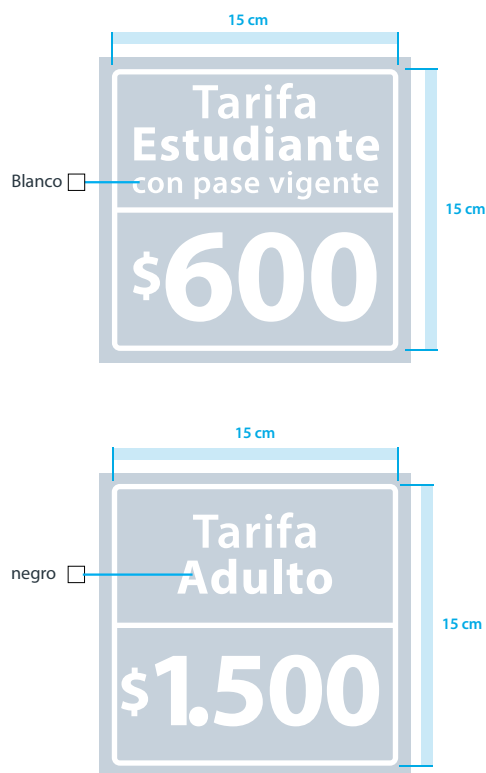 15 cm
Tarifa
Estudiante
con pase vigente
Blanco
15 cm
$600
15 cm
Tarifa
Adulto
negro
15 cm
$1.500